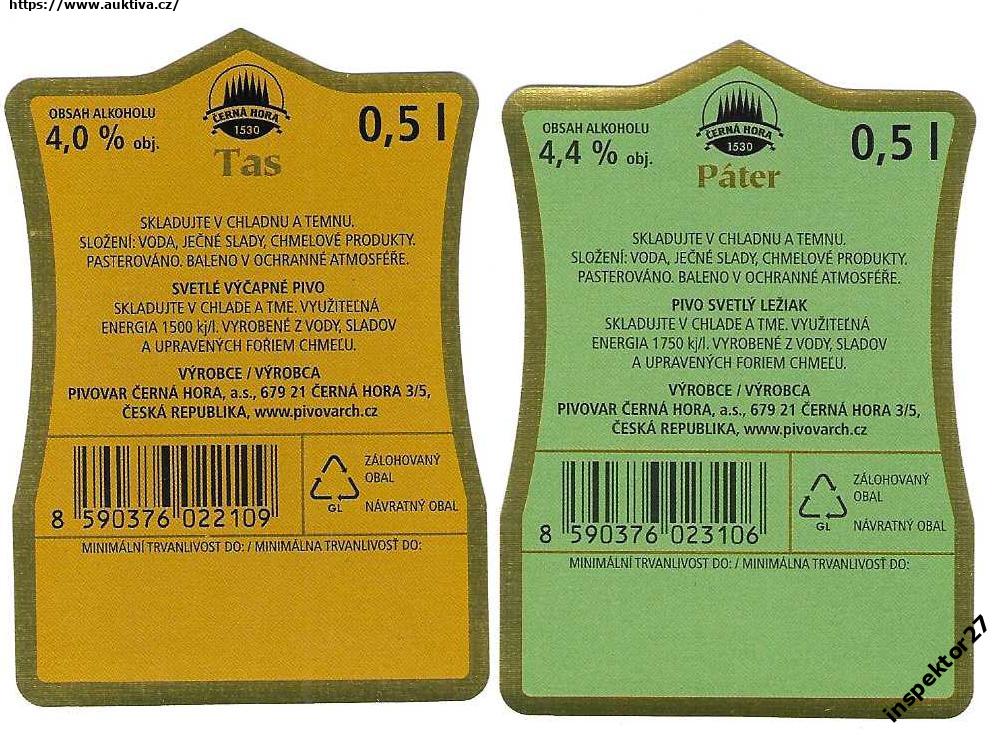 https://www.auktiva.cz/
OBSAH ALKOHOLU
4,0 % obj.
ČERNÁ HORA
1530
0,5 l
Tas
SKLADUJTE V CHLADNU A TEMNU.
SLOŽENÍ: VODA, JEČNÉ SLADY, CHMELOVÉ PRODUKTY.
PASTEROVÁNO. BALENO V OCHRANNÉ ATMOSFÉŘE.
SVETLÉ VÝČAPNÉ PIVO
SKLADUJTE V CHLADE A TME. VYUŽITEĽNÁ
ENERGIA 1500 kj/l. VYROBENÉ Z VODY, SLADOV
A UPRAVENÝCH FORIEM CHMEĽU.
VÝROBCE / VÝROBCA
PIVOVAR ČERNÁ HORA, a.s., 679 21 ČERNÁ HORA 3/5,
ČESKÁ REPUBLIKA, www.pivovarch.cz
8 590376 022109
GL
ZÁLOHOVANÝ
OBAL
NÁVRATNÝ OBAL
MINIMÁLNÍ TRVANLIVOST DO: / MINIMÁLNA TRVANLIVOSŤ DO:
OBSAH ALKOHOLU
4,4 % obj.
ČERNÁ HORA
1530
0,5 l
Páter
SKLADUJTE V CHLADNU A TEMNU.
SLOŽENÍ: VODA, JEČNÉ SLADY, CHMELOVÉ PRODUKTY.
PASTEROVÁNO. BALENO V OCHRANNÉ ATMOSFÉŘE.
PIVO SVETLÝ LEŽIAK
SKLADUJTE V CHLADE A TME. VYUŽITEĽNÁ
ENERGIA 1750 kj/l. VYROBENÉ Z VODY, SLADOV
A UPRAVENÝCH FORIEM CHMEĽU.
VÝROBCE / VÝROBCA
PIVOVAR ČERNÁ HORA, a.s., 679 21 ČERNÁ HORA 3/5,
ČESKÁ REPUBLIKA, www.pivovarch.cz
8 590376 023106
GL
ZÁLOHOVANÝ
OBAL
NÁVRATNÝ OBAL
MINIMÁLNÍ TRVANLIVOST DO: / MINIMÁLNA TRVANLIVOSŤ DO:
inspektor27